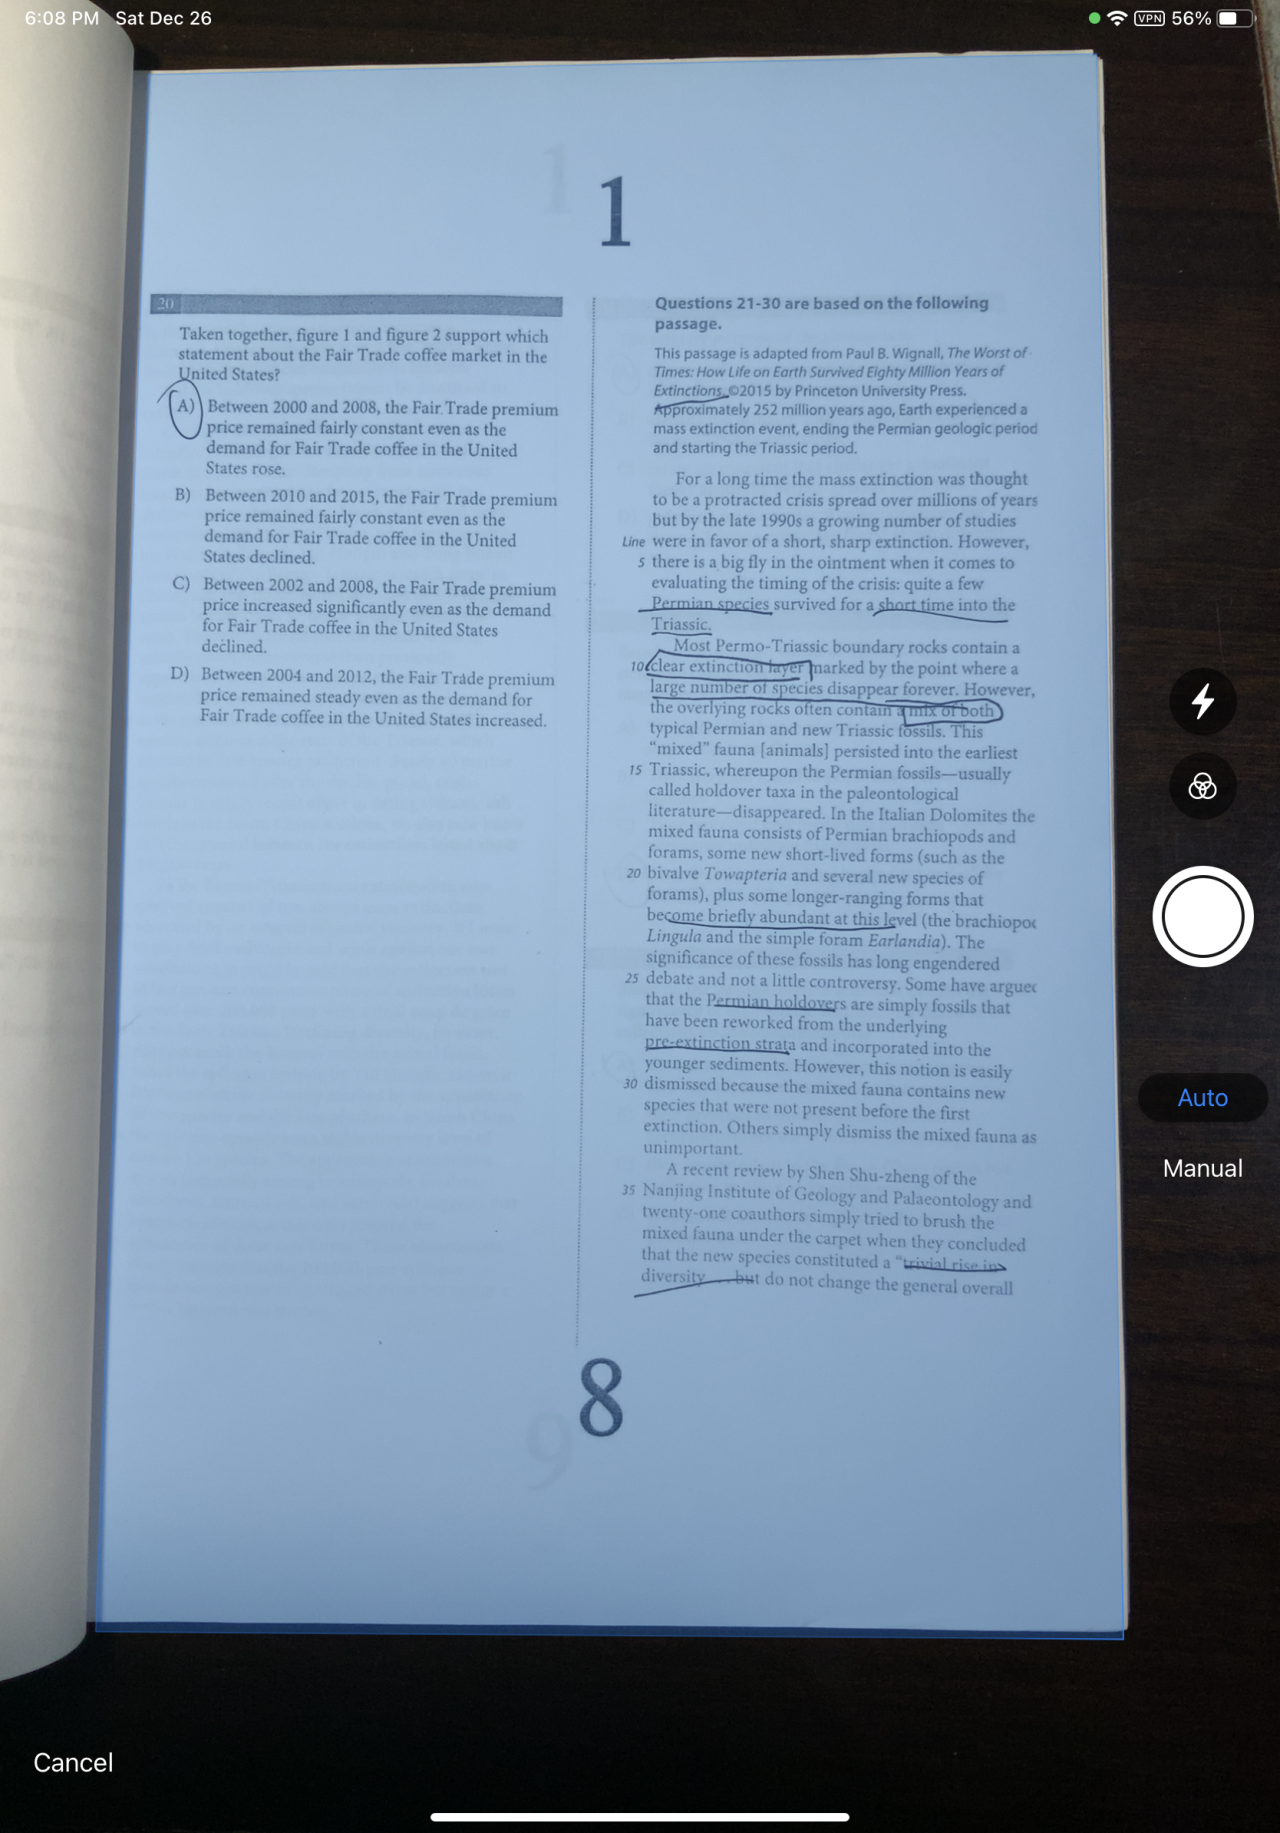 6:08 PM Sat Dec 26
VPN 56%
1
20
Taken together, figure 1 and figure 2 support which
statement about the Fair Trade coffee market in the
United States?
A) Between 2000 and 2008, the Fair Trade premium
price remained fairly constant even as the
demand for Fair Trade coffee in the United
States rose.
B) Between 2010 and 2015, the Fair Trade premium
price remained fairly constant even as the
demand for Fair Trade coffee in the United
States declined.
C) Between 2002 and 2008, the Fair Trade premium
price increased significantly even as the demand
for Fair Trade coffee in the United States
declined.
D) Between 2004 and 2012, the Fair Trade premium
price remained steady even as the demand for
Fair Trade coffee in the United States increased.
Questions 21-30 are based on the following
passage.
This passage is adapted from Paul B. Wignall, The Worst of
Times: How Life on Earth Survived Eighty Million Years of
Extinctions. ©2015 by Princeton University Press.
Approximately 252 million years ago, Earth experienced a
mass extinction event, ending the Permian geologic period
and starting the Triassic period.
For a long time the mass extinction was thought
to be a protracted crisis spread over millions of years
but by the late 1990s a growing number of studies
Line were in favor of a short, sharp extinction. However,
5 there is a big fly in the ointment when it comes to
evaluating the timing of the crisis: quite a few
Permian species survived for a short time into the
Triassic.
Most Permo-Triassic boundary rocks contain a
10 clear extinction layer marked by the point where a
large number of species disappear forever. However,
the overlying rocks often contain a mix of both
typical Permian and new Triassic fossils. This
“mixed” fauna [animals] persisted into the earliest
15 Triassic, whereupon the Permian fossils—usually
called holdover taxa in the paleontological
literature—disappeared. In the Italian Dolomites the
mixed fauna consists of Permian brachiopods and
forams, some new short-lived forms (such as the
20 bivalve Towapteria and several new species of
forams), plus some longer-ranging forms that
become briefly abundant at this level (the brachiopo
Lingula and the simple foram Earlandia). The
significance of these fossils has long engendered
25 debate and not a little controversy. Some have argue
that the Permian holdovers are simply fossils that
have been reworked from the underlying
pre-extinction strata and incorporated into the
younger sediments. However, this notion is easily
30 dismissed because the mixed fauna contains new
species that were not present before the first
extinction. Others simply dismiss the mixed fauna as
unimportant.
A recent review by Shen Shu-zheng of the
35 Nanjing Institute of Geology and Palaeontology and
twenty-one coauthors simply tried to brush the
mixed fauna under the carpet when they concluded
that the new species constituted a “trivial rise in
diversity . . . but do not change the general overall
8
Auto
Manual
Cancel